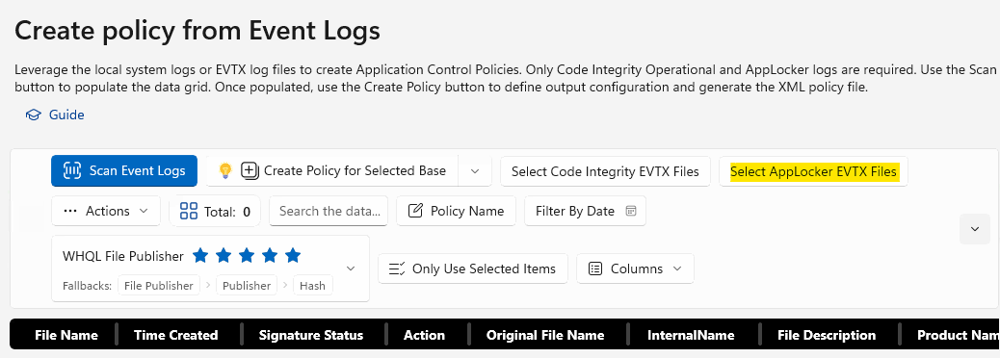 Create policy from Event Logs
Leverage the local system logs or EVTX log files to create Application Control Policies. Only Code Integrity Operational and AppLocker logs are required. Use the Scan
button to populate the data grid. Once populated, use the Create Policy button to define output configuration and generate the XML policy file.
Guide
Scan Event Logs
Create Policy for Selected Base
Select Code Integrity EVTX Files
Select AppLocker EVTX Files
Actions
Total: 0
Search the data...
Policy Name
Filter By Date
WHQL File Publisher
Fallbacks: File Publisher Publisher Hash
Only Use Selected Items
Columns
File Name Time Created Signature Status Action Original File Name InternalName File Description Product Nam